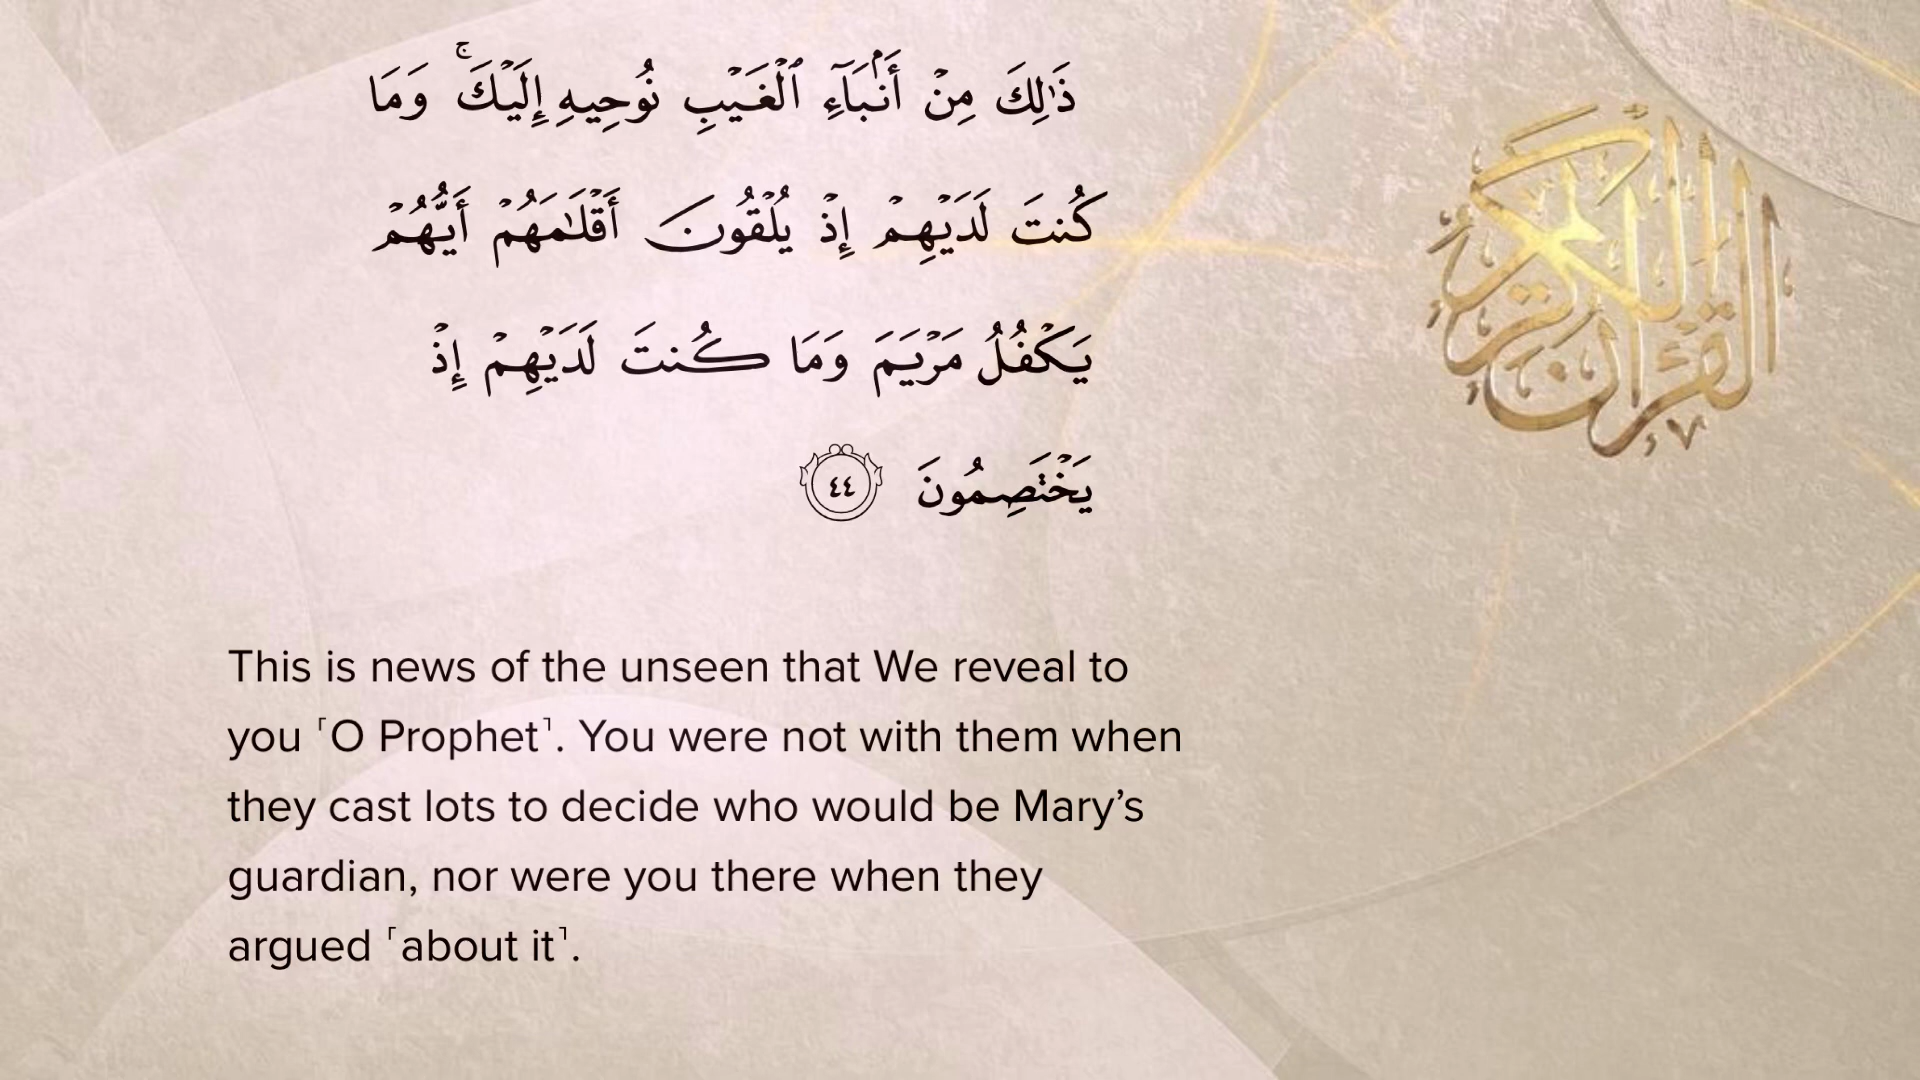 ذَٰلِكَ مِنْ أَنۢبَآءِ ٱلْغَيْبِ نُوحِيهِ إِلَيْكَ ۚ وَمَا
كُنتَ لَدَيْهِمْ إِذْ يُلْقُونَ أَقْلَـٰمَهُمْ أَيُّهُمْ
يَكْفُلُ مَرْيَمَ وَمَا كُنتَ لَدَيْهِمْ إِذْ
يَخْتَصِمُونَ ٤٤
القرآن الكريم
This is news of the unseen that We reveal to
you ˹O Prophet˺. You were not with them when
they cast lots to decide who would be Mary’s
guardian, nor were you there when they
argued ˹about it˺.